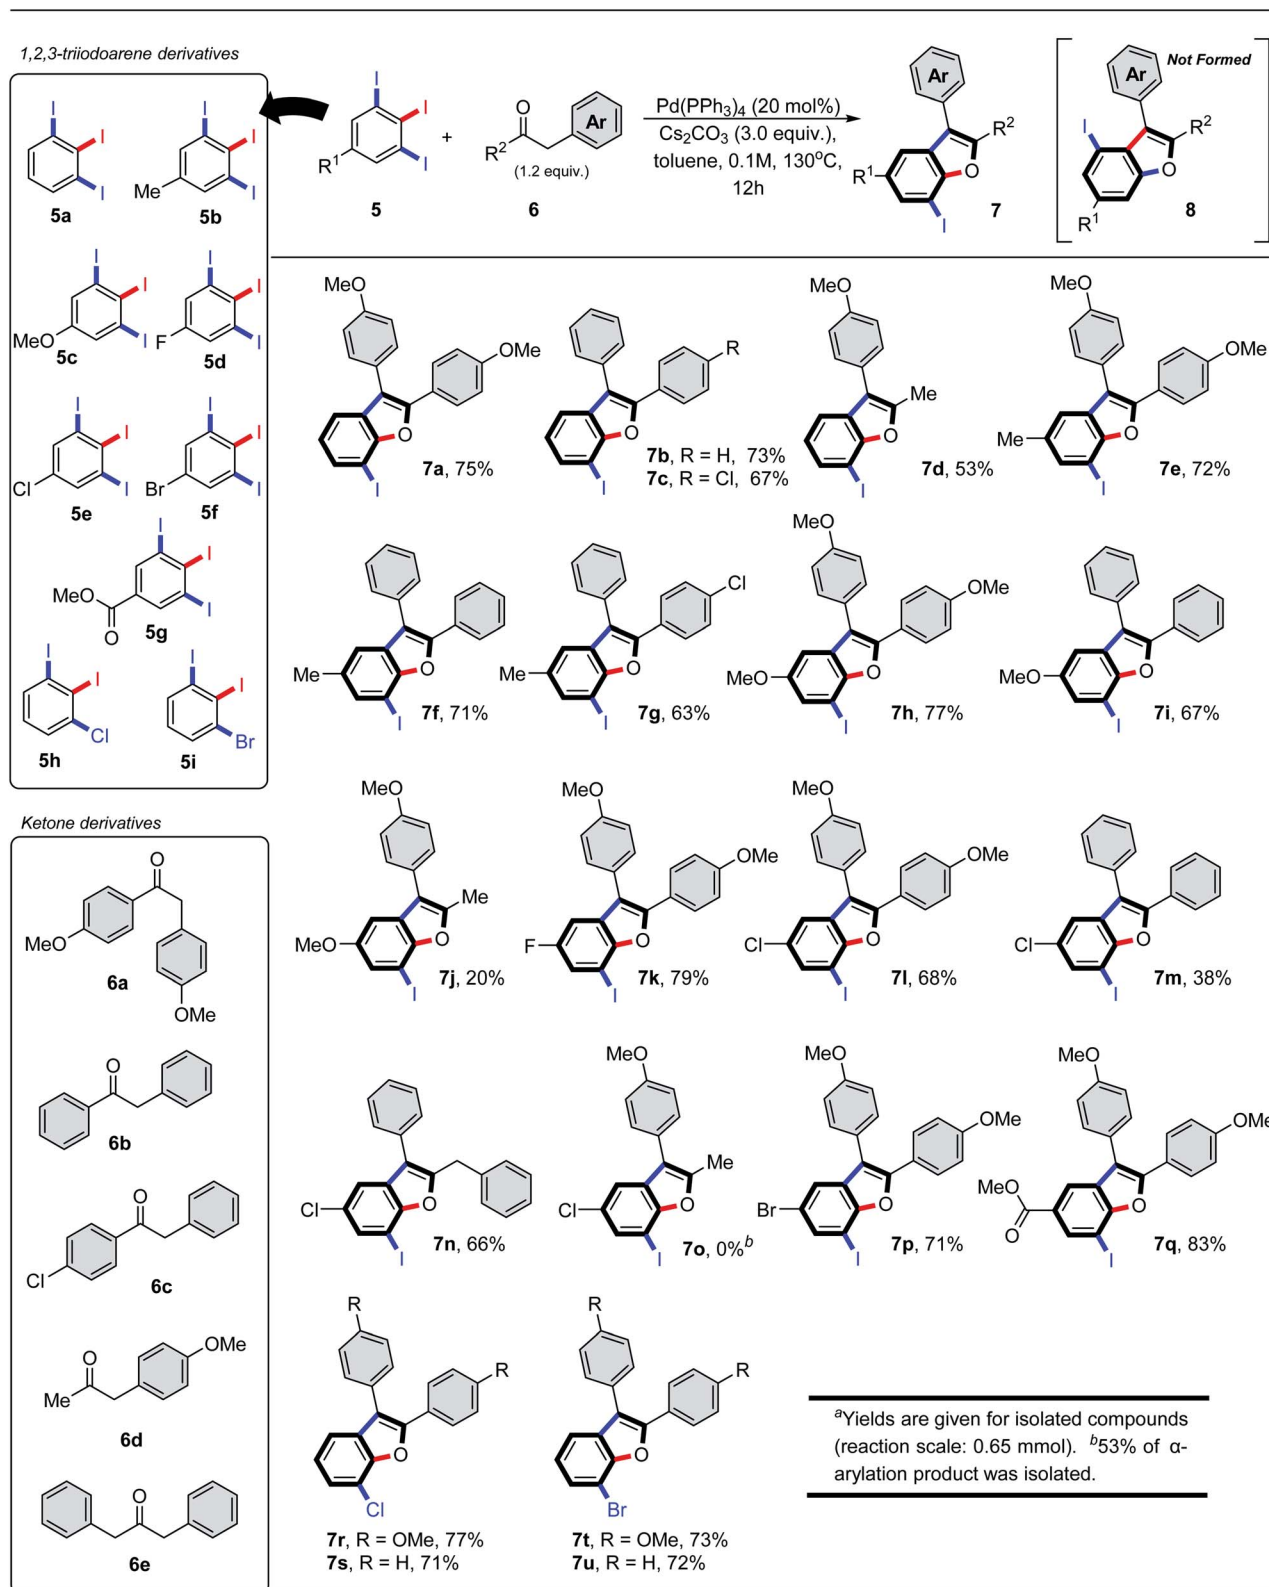 1,2,3-triiodoarene derivatives
I
I
I
5a
I
I
I
Me
5b
I
I
I
MeO
5c
I
I
I
F
5d
I
I
I
Cl
5e
I
I
I
Br
5f
I
I
I
MeO
O
5g
I
I
Cl
5h
I
I
Br
5i
I
I
I
R1
5
+
O
R2
Ar
(1.2 equiv.)
6
Pd(PPh3)4 (20 mol%)
Cs2CO3 (3.0 equiv.),
toluene, 0.1M, 130oC,
12h
Ar
R2
O
R1
I
7
Not Formed
Ar
I
R2
O
R1
8
MeO
OMe
O
I
7a, 75%
R
O
I
7b, R = H, 73%
7c, R = Cl, 67%
MeO
Me
O
I
7d, 53%
MeO
OMe
O
Me
I
7e, 72%
O
Me
I
7f, 71%
Cl
O
Me
I
7g, 63%
MeO
OMe
O
MeO
I
7h, 77%
O
MeO
I
7i, 67%
MeO
Me
O
MeO
I
7j, 20%
MeO
OMe
O
F
I
7k, 79%
MeO
OMe
O
Cl
I
7l, 68%
O
Cl
I
7m, 38%
O
Cl
I
7n, 66%
MeO
Me
O
Cl
I
7o, 0%b
MeO
OMe
O
Br
I
7p, 71%
MeO
OMe
O
MeO
O
I
7q, 83%
R
R
O
Cl
7r, R = OMe, 77%
7s, R = H, 71%
R
R
O
Br
7t, R = OMe, 73%
7u, R = H, 72%
Ketone derivatives
O
MeO
6a
OMe
O
6b
O
Cl
6c
O
OMe
Me
6d
O
6e
aYields are given for isolated compounds
(reaction scale: 0.65 mmol). b53% of α-
arylation product was isolated.